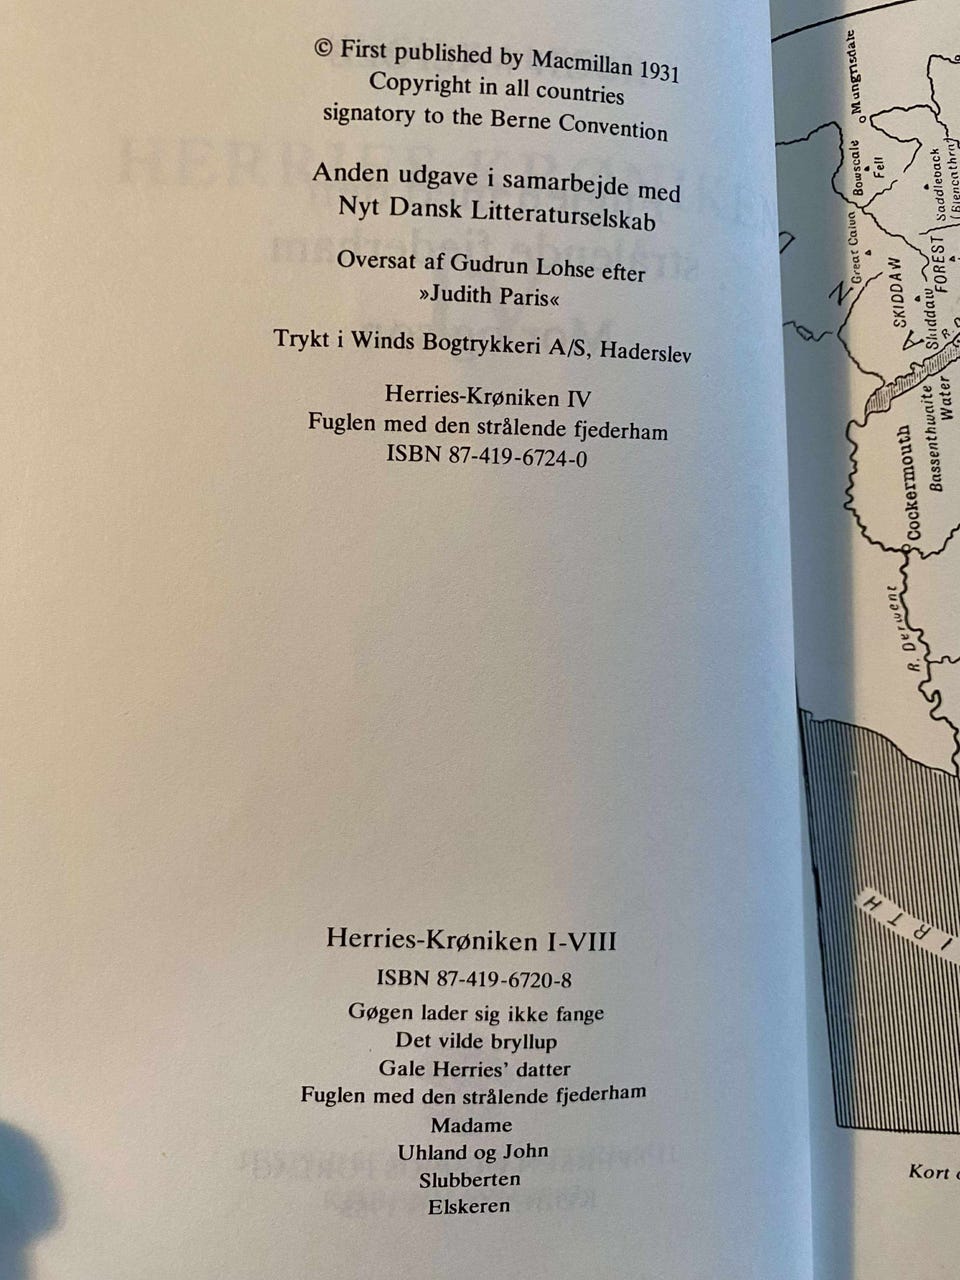 © First published by Macmillan 1931
Copyright in all countries
signatory to the Berne Convention
Anden udgave i samarbejde med
Nyt Dansk Litteraturselskab
Oversat af Gudrun Lohse efter
»Judith Paris«
Trykt i Winds Bogtrykkeri A/S, Haderslev
Herries-Krøniken IV
Fuglen med den strålende fjederham
ISBN 87-419-6724-0
Herries-Krøniken I-VIII
ISBN 87-419-6720-8
Gøgen lader sig ikke fange
Det vilde bryllup
Gale Herries' datter
Fuglen med den strålende fjederham
Madame
Uhland og John
Slubberten
Elskeren
Mungrisdale
Bowscale
Fell
Great Calva
Saddleback
SKIDDAW
FOREST
Skiddaw
Bassenthwaite
Water
Cockermouth
R. Derwent
IRTH
Kort